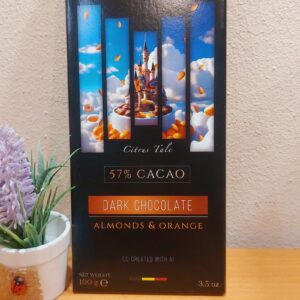 Citrus Tale
57% CACAO
DARK CHOCOLATE
ALMONDS & ORANGE
CO-CREATED WITH AI
NET WEIGHT:
100 g ℮
3.5 oz.